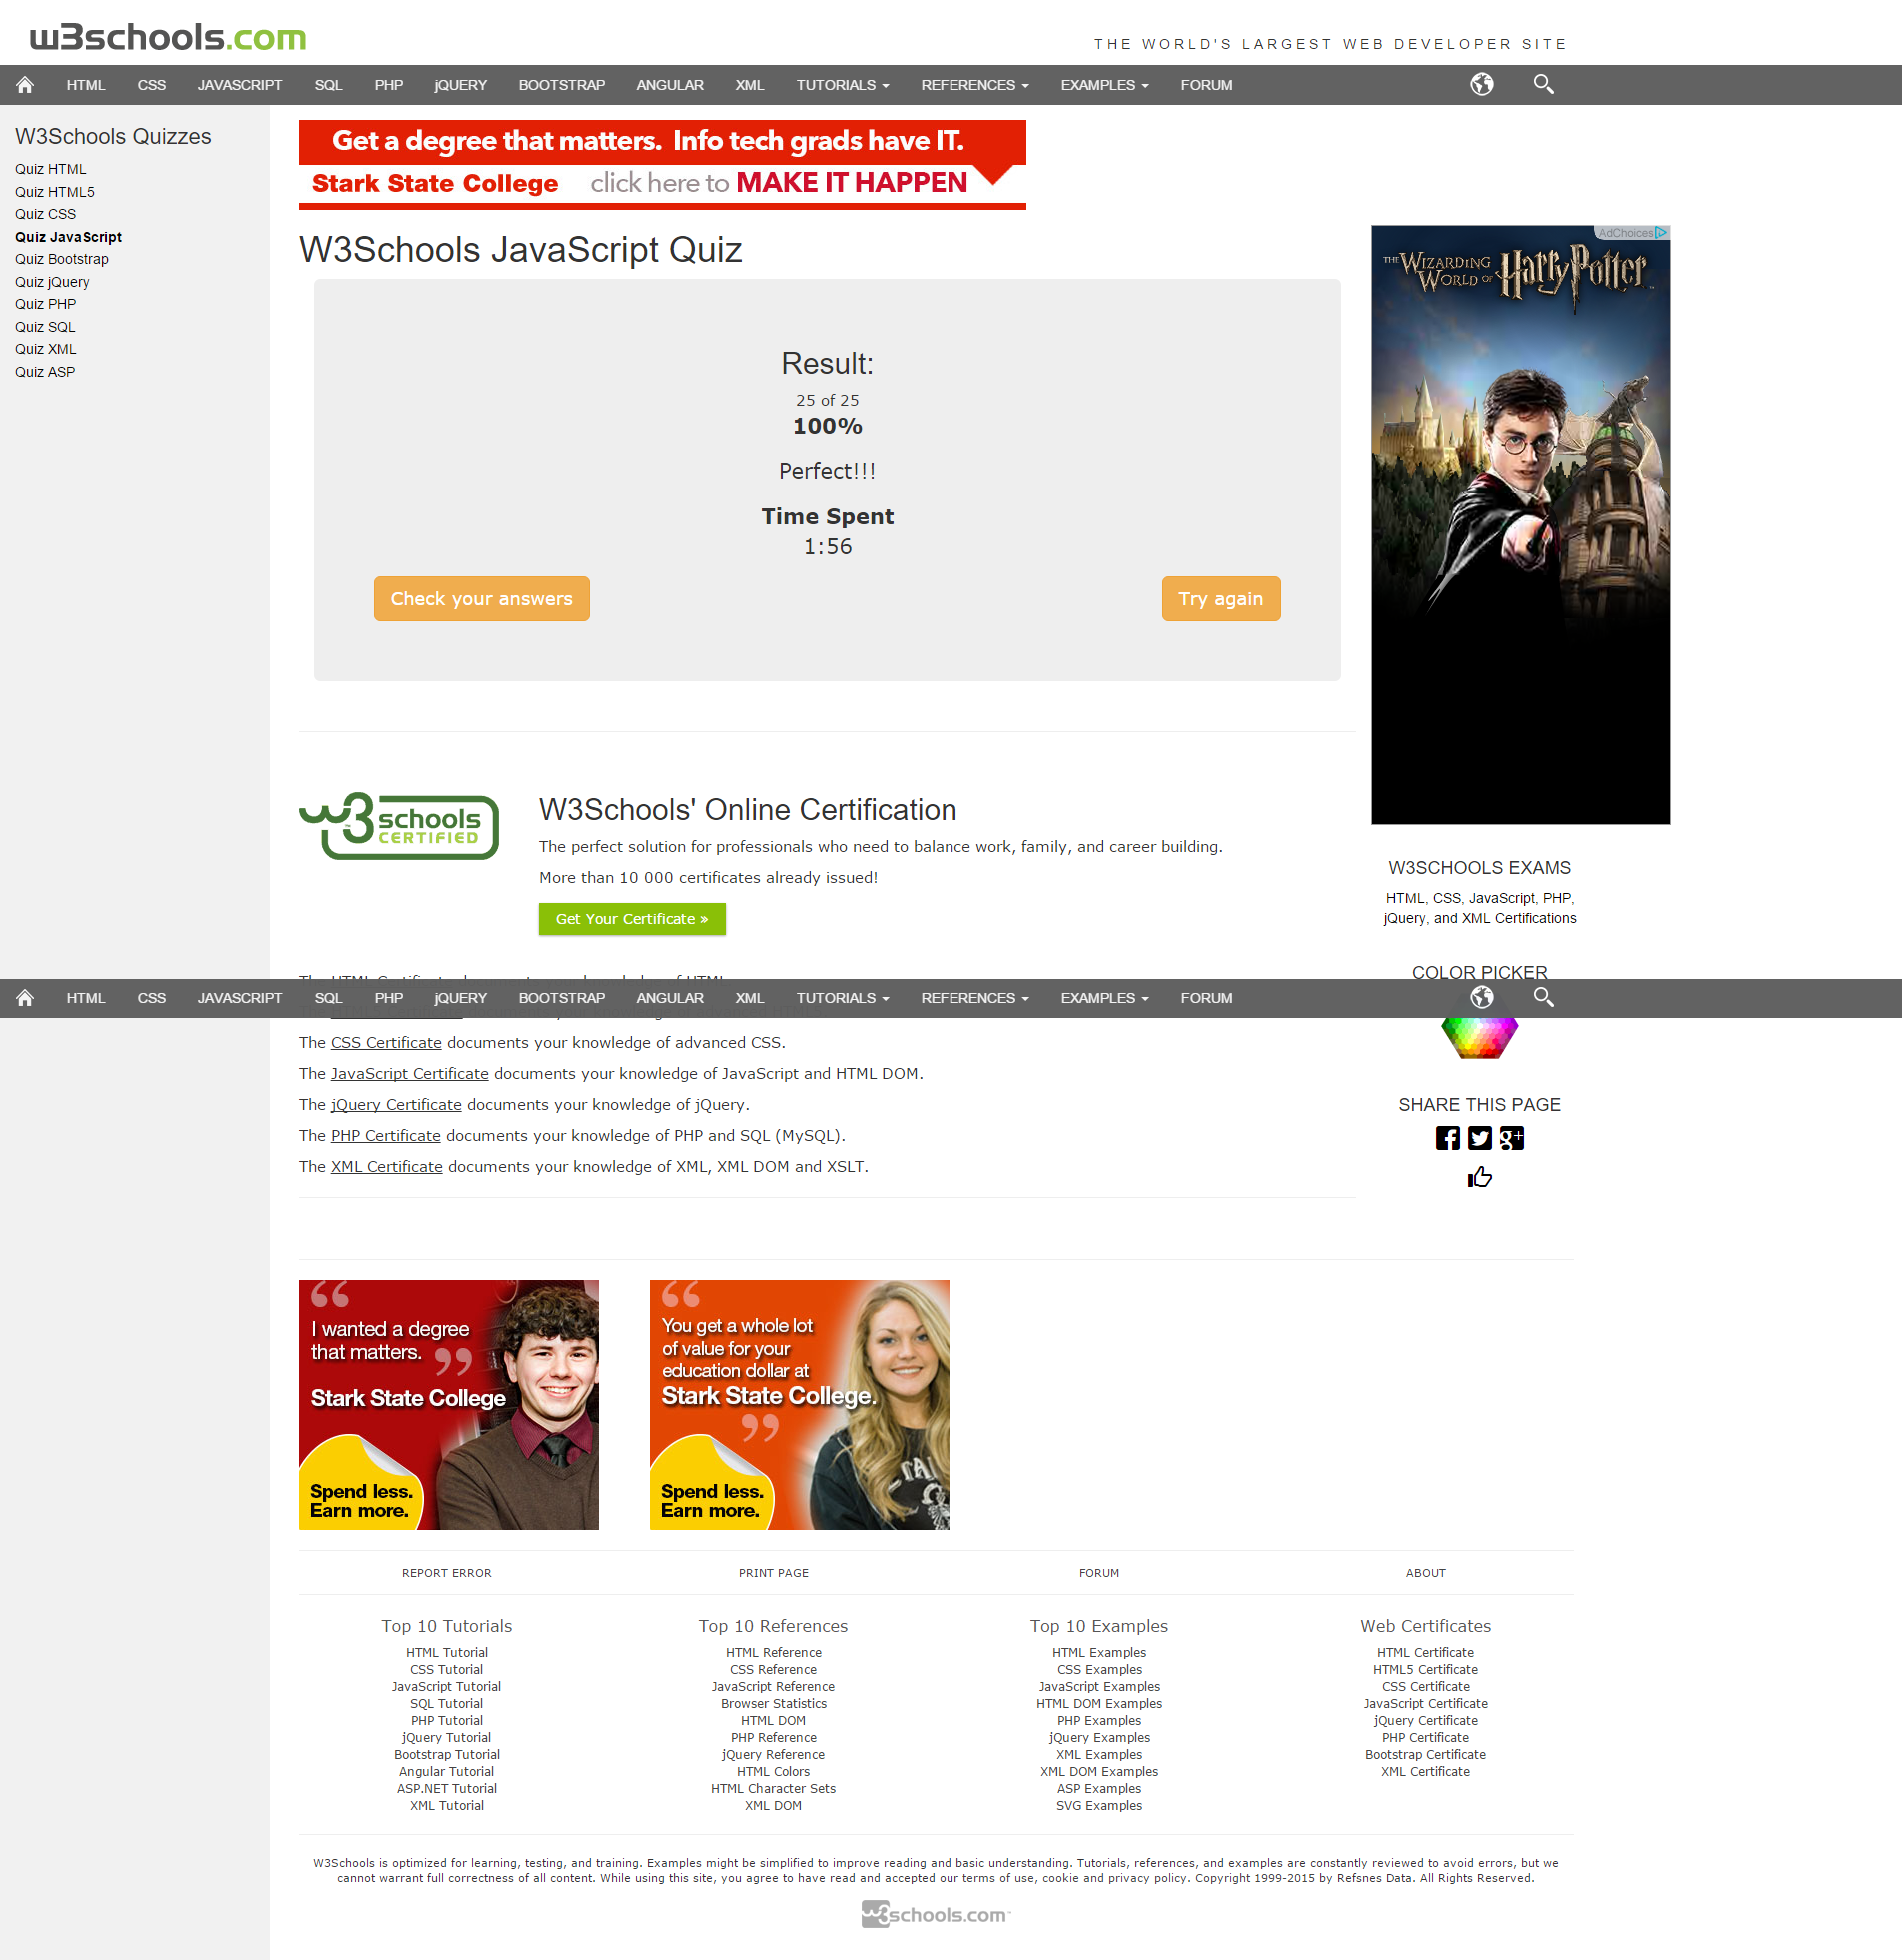 w3schools.com
THE WORLD'S LARGEST WEB DEVELOPER SITE
HTML CSS JAVASCRIPT SQL PHP jQUERY BOOTSTRAP ANGULAR XML TUTORIALS REFERENCES EXAMPLES FORUM
W3Schools Quizzes
Quiz HTML
Quiz HTML5
Quiz CSS
Quiz JavaScript
Quiz Bootstrap
Quiz jQuery
Quiz PHP
Quiz SQL
Quiz XML
Quiz ASP
Get a degree that matters. Info tech grads have IT.
Stark State College click here to MAKE IT HAPPEN
W3Schools JavaScript Quiz
Result:
25 of 25
100%
Perfect!!!
Time Spent
1:56
Check your answers
Try again
AdChoices
THE WIZARDING
WORLD OF Harry Potter
w3schools
CERTIFIED
W3Schools' Online Certification
The perfect solution for professionals who need to balance work, family, and career building.
More than 10 000 certificates already issued!
Get Your Certificate »
W3SCHOOLS EXAMS
HTML, CSS, JavaScript, PHP,
jQuery, and XML Certifications
COLOR PICKER
HTML CSS JAVASCRIPT SQL PHP jQUERY BOOTSTRAP ANGULAR XML TUTORIALS REFERENCES EXAMPLES FORUM
The CSS Certificate documents your knowledge of advanced CSS.
The JavaScript Certificate documents your knowledge of JavaScript and HTML DOM.
The jQuery Certificate documents your knowledge of jQuery.
The PHP Certificate documents your knowledge of PHP and SQL (MySQL).
The XML Certificate documents your knowledge of XML, XML DOM and XSLT.
SHARE THIS PAGE
g+
“
I wanted a degree
that matters. ”
Stark State College
Spend less.
Earn more.
“
You get a whole lot
of value for your
education dollar at
Stark State College.
”
Spend less.
Earn more.
REPORT ERROR
PRINT PAGE
FORUM
ABOUT
Top 10 Tutorials
HTML Tutorial
CSS Tutorial
JavaScript Tutorial
SQL Tutorial
PHP Tutorial
jQuery Tutorial
Bootstrap Tutorial
Angular Tutorial
ASP.NET Tutorial
XML Tutorial
Top 10 References
HTML Reference
CSS Reference
JavaScript Reference
Browser Statistics
HTML DOM
PHP Reference
jQuery Reference
HTML Colors
HTML Character Sets
XML DOM
Top 10 Examples
HTML Examples
CSS Examples
JavaScript Examples
HTML DOM Examples
PHP Examples
jQuery Examples
XML Examples
XML DOM Examples
ASP Examples
SVG Examples
Web Certificates
HTML Certificate
HTML5 Certificate
CSS Certificate
JavaScript Certificate
jQuery Certificate
PHP Certificate
Bootstrap Certificate
XML Certificate
W3Schools is optimized for learning, testing, and training. Examples might be simplified to improve reading and basic understanding. Tutorials, references, and examples are constantly reviewed to avoid errors, but we
cannot warrant full correctness of all content. While using this site, you agree to have read and accepted our terms of use, cookie and privacy policy. Copyright 1999-2015 by Refsnes Data. All Rights Reserved.
w3schools.com